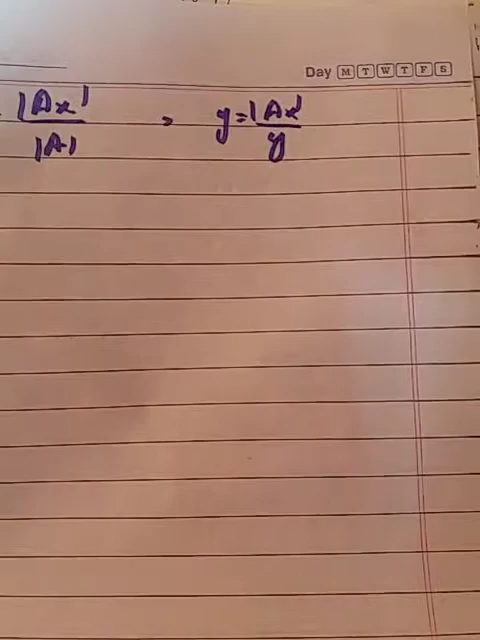 Day M T W T F S
|Ax| / |A| , y = |Ax| / y